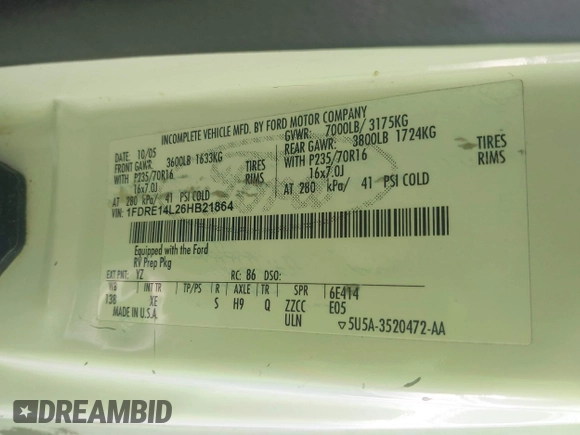 INCOMPLETE VEHICLE MFD. BY FORD MOTOR COMPANY
10/05 GVWR: 7000LB/ 3175KG
FRONT GAWR: 3600LB 1633KG REAR GAWR: 3800LB 1724KG
WITH P235/70R16 TIRES WITH P235/70R16 TIRES
16x7.0J RIMS 16x7.0J RIMS
AT 280 kPa/ 41 PSI COLD AT 280 kPa/ 41 PSI COLD
VIN: 1FDRE14L26HB21864
Equipped with the Ford
RV Prep Pkg
EXT PNT: YZ RC: B6 DSO:
WB INT TR TP/PS R AXLE TR SPR 6E414
138 XE S H9 Q ZZCC E05
MADE IN U.S.A. ULN ▽5U5A-3520472-AA
DREAMBID